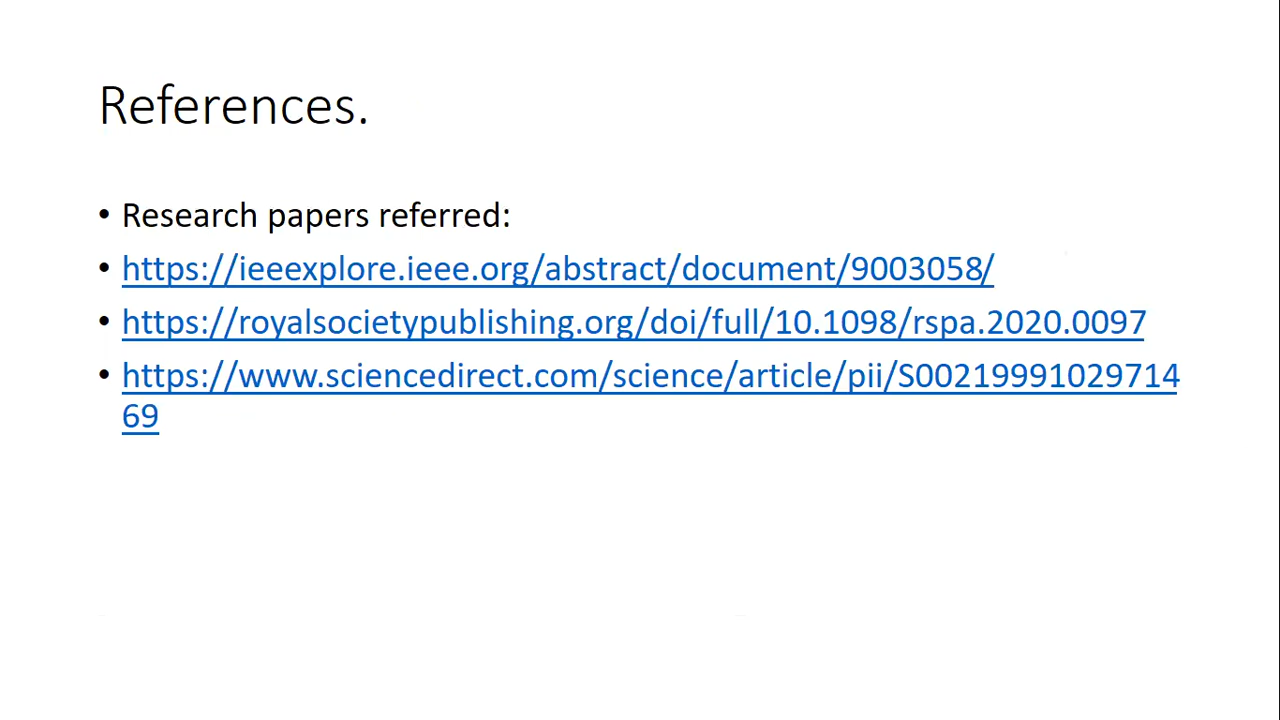 References.
• Research papers referred:
• https://ieeexplore.ieee.org/abstract/document/9003058/
• https://royalsocietypublishing.org/doi/full/10.1098/rspa.2020.0097
• https://www.sciencedirect.com/science/article/pii/S00219991029714
69